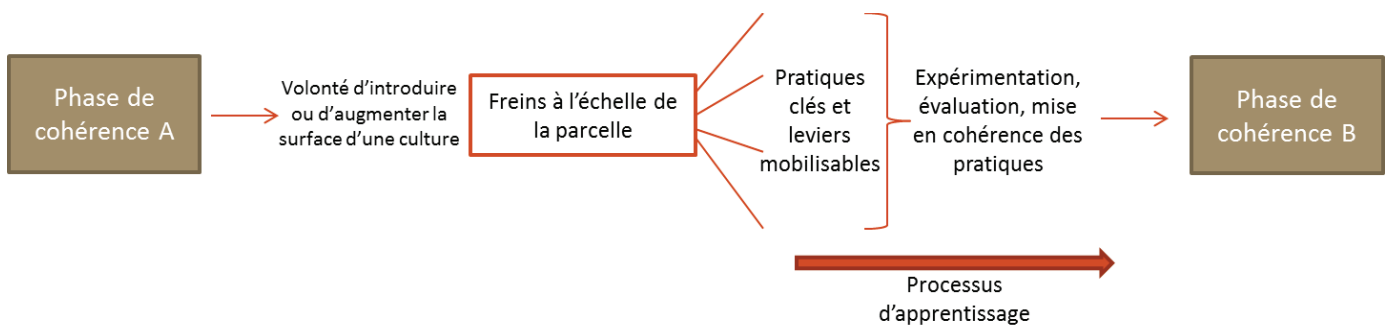 Phase de
cohérence A
Volonté d’introduire
ou d’augmenter la
surface d’une culture
Freins à l’échelle de
la parcelle
Pratiques
clés et
leviers
mobilisables
Expérimentation,
évaluation, mise
en cohérence des
pratiques
Phase de
cohérence B
Processus
d’apprentissage